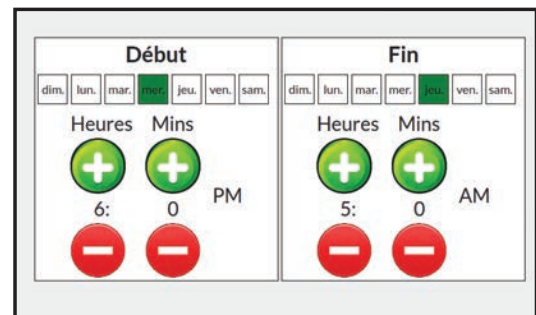 Début
dim. lun. mar. mer. jeu. ven. sam.
Heures Mins
6: 0 PM
Fin
dim. lun. mar. mer. jeu. ven. sam.
Heures Mins
5: 0 AM